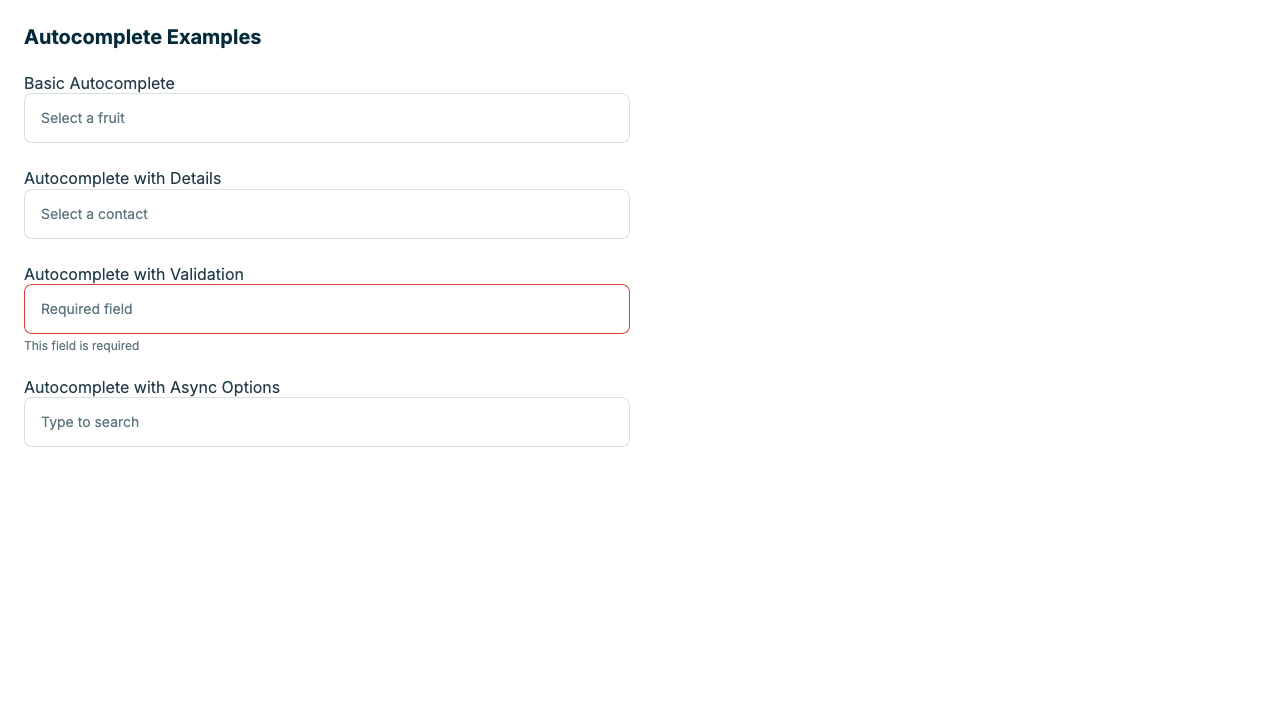 Autocomplete Examples
Basic Autocomplete
Select a fruit
Autocomplete with Details
Select a contact
Autocomplete with Validation
Required field
This field is required
Autocomplete with Async Options
Type to search